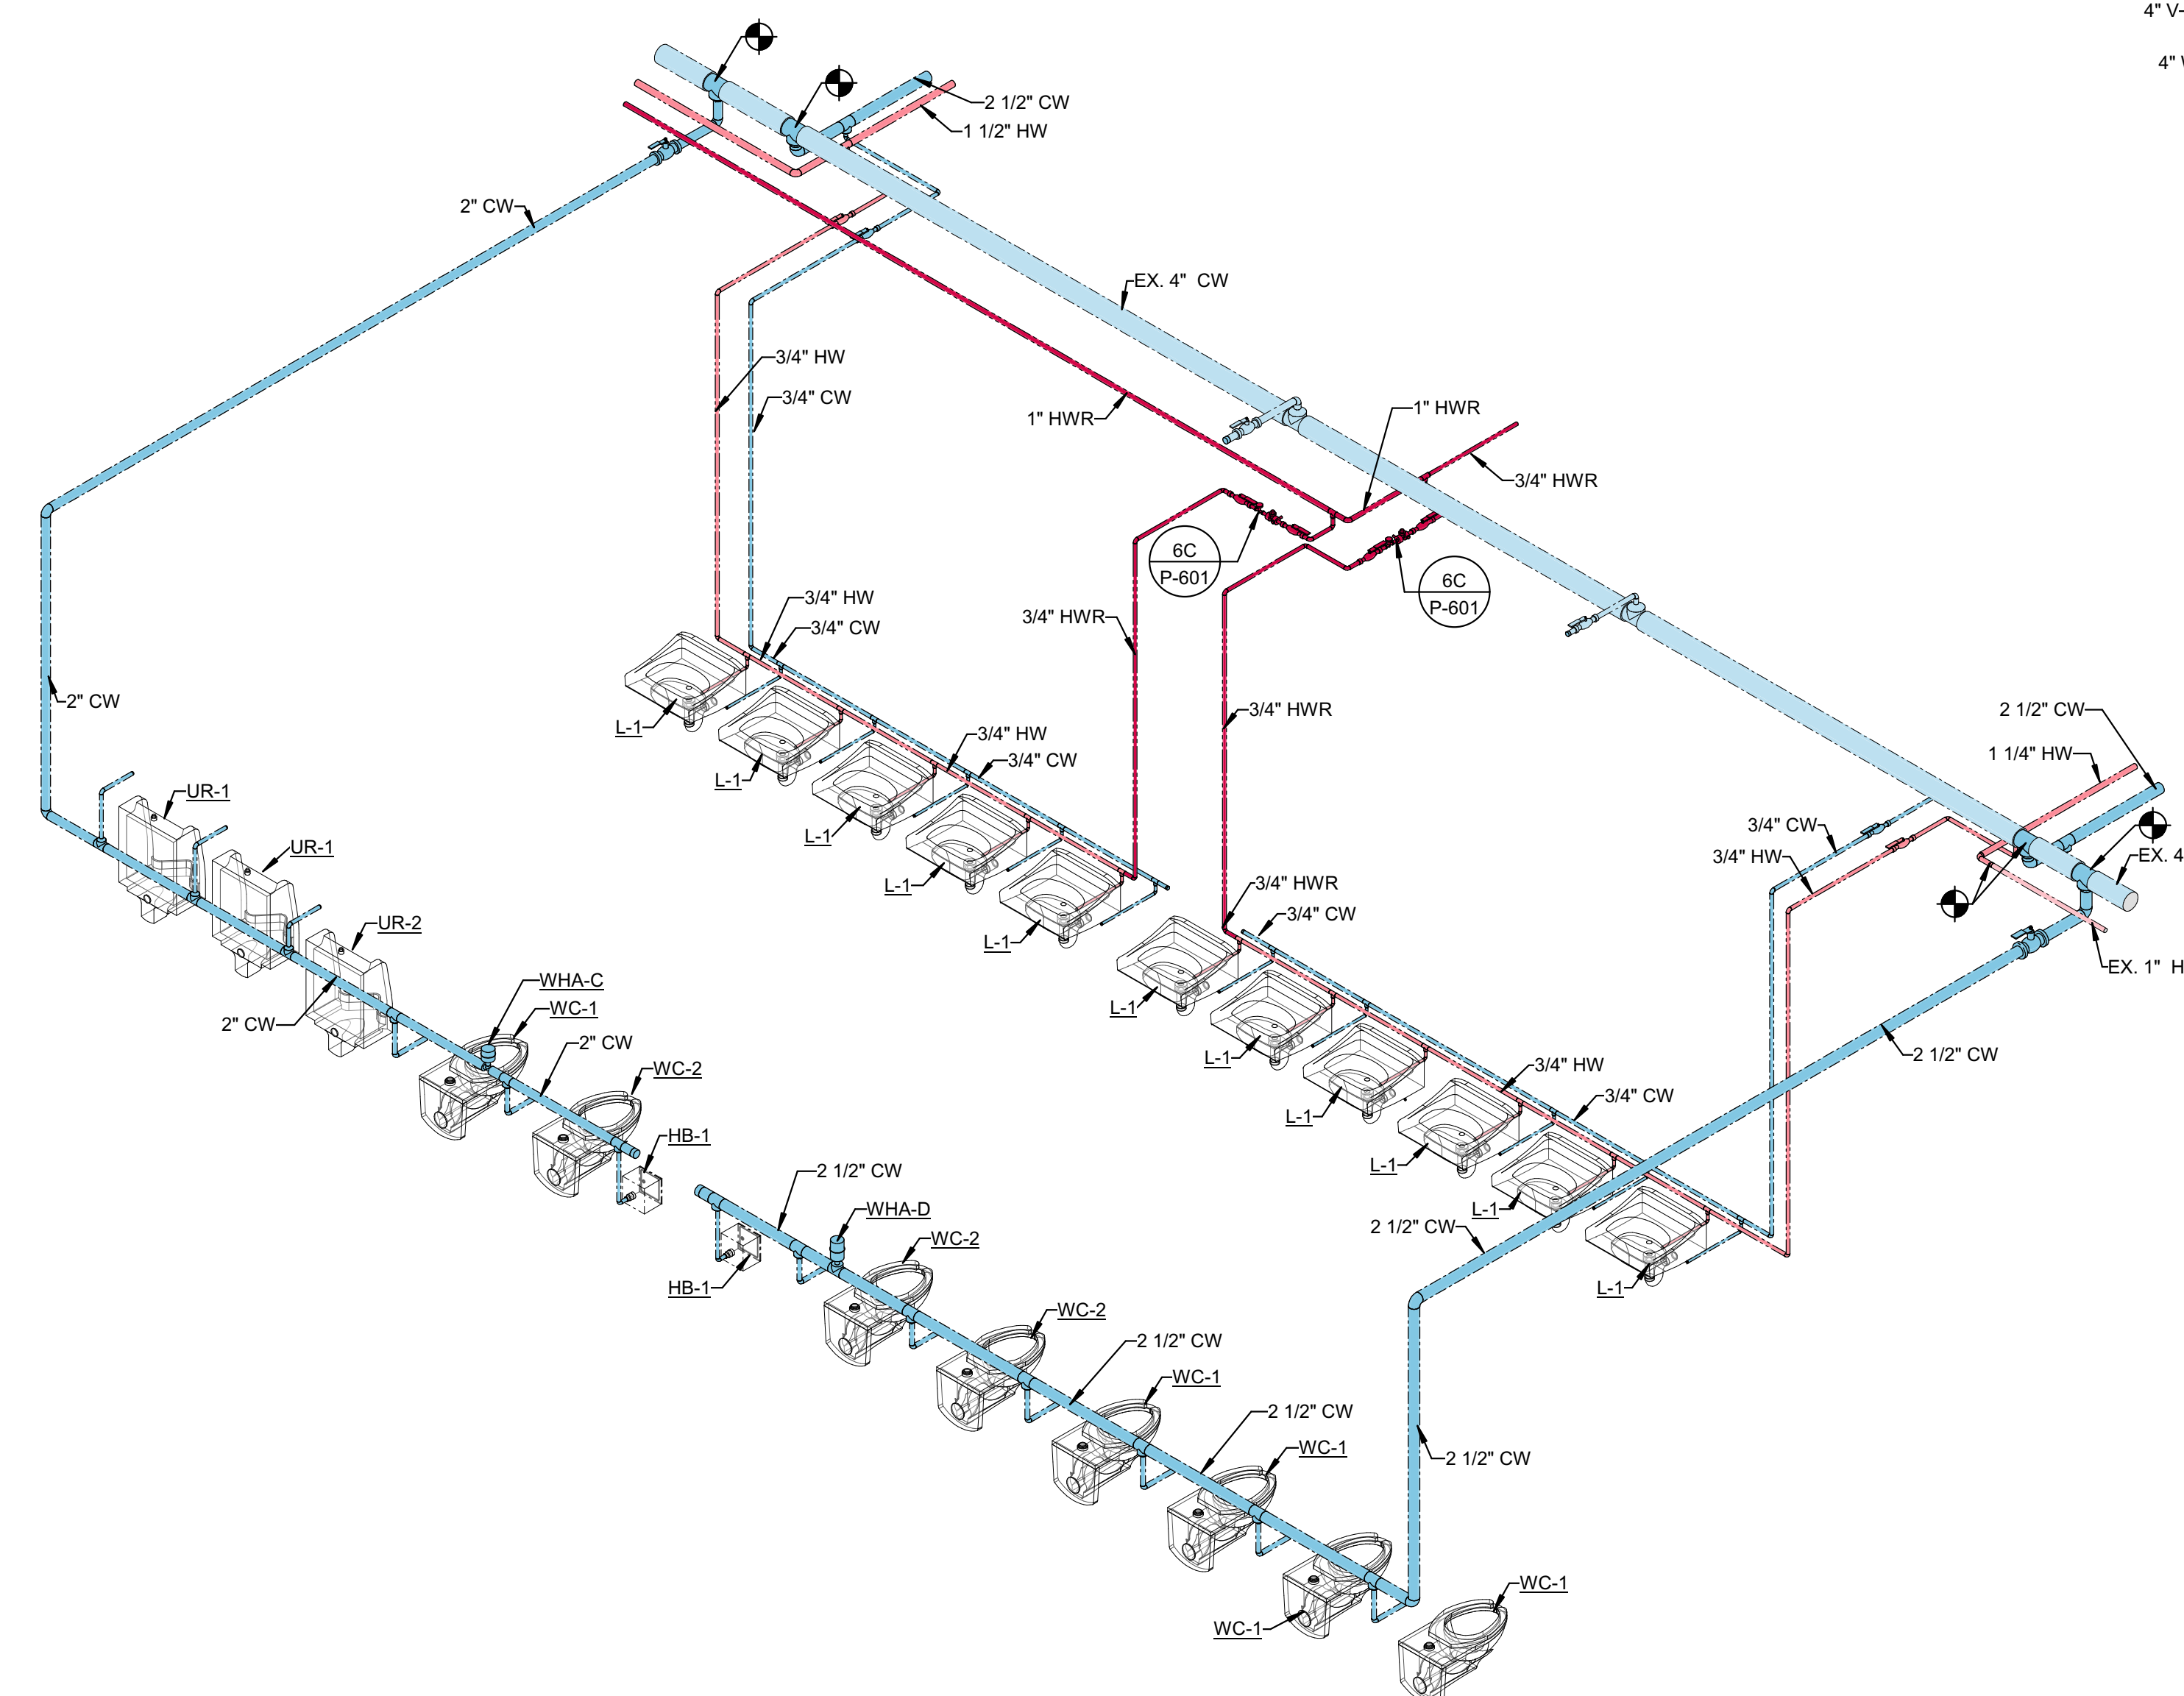 4" V
4" W
2 1/2" CW
1 1/2" HW
2" CW
EX. 4" CW
3/4" HW
3/4" CW
1" HWR
1" HWR
3/4" HWR
6C
P-601
6C
P-601
3/4" HW
3/4" CW
3/4" HWR
2" CW
L-1
3/4" HWR
2 1/2" CW
3/4" HW
3/4" CW
1 1/4" HW
L-1
UR-1
L-1
3/4" CW
UR-1
3/4" HW
EX. 4
L-1
3/4" HWR
3/4" CW
UR-2
L-1
EX. 1" H
WHA-C
WC-1
L-1
2" CW
2" CW
2 1/2" CW
L-1
3/4" HW
WC-2
3/4" CW
L-1
HB-1
L-1
2 1/2" CW
WHA-D
L-1
2 1/2" CW
WC-2
HB-1
L-1
WC-2
2 1/2" CW
WC-1
2 1/2" CW
WC-1
2 1/2" CW
WC-1
WC-1